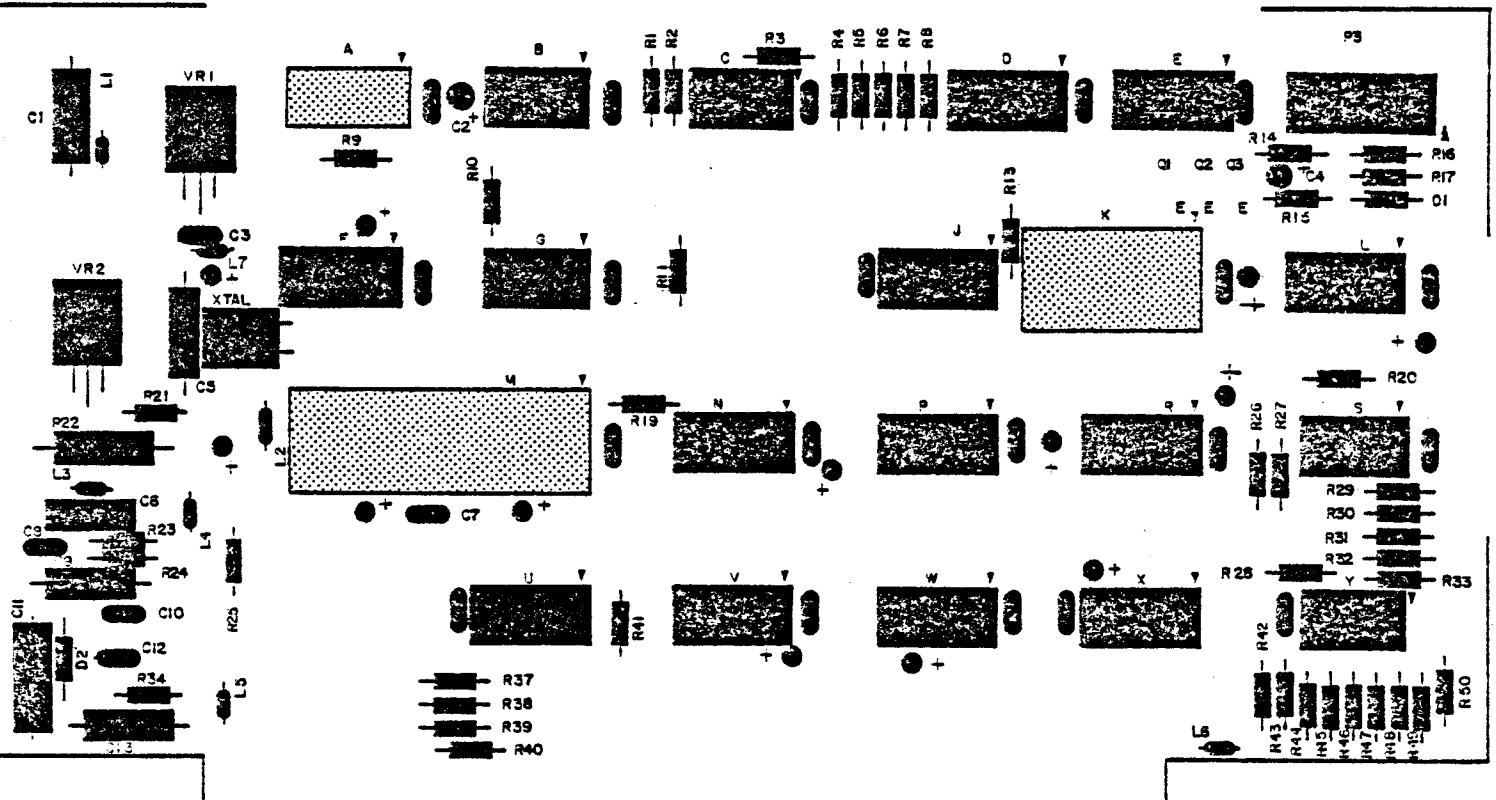 C1
L1
VR1
A
B
R1
R2
C
R3
R4
R5
R6
R7
R8
D
E
P3
C2
+
R9
R10
R13
Q1
C2
Q3
R14
+
C4
R15
R16
R17
D1
E
E
E
C3
L7
+
VR2
XTAL
C5
F
+
G
R11
J
K
+
L
+
R21
R22
L3
C8
L2
+
R19
N
+
P
+
R
+
R20
R26
R27
S
R29
R30
R31
R32
R33
R28
Y
C9
R23
R24
L4
R25
+
C7
+
C10
C11
D2
C12
R34
L5
U
R41
V
+
W
+
X
+
R37
R38
R39
R40
R42
R43
R44
R46
R47
R48
R49
R50
L6